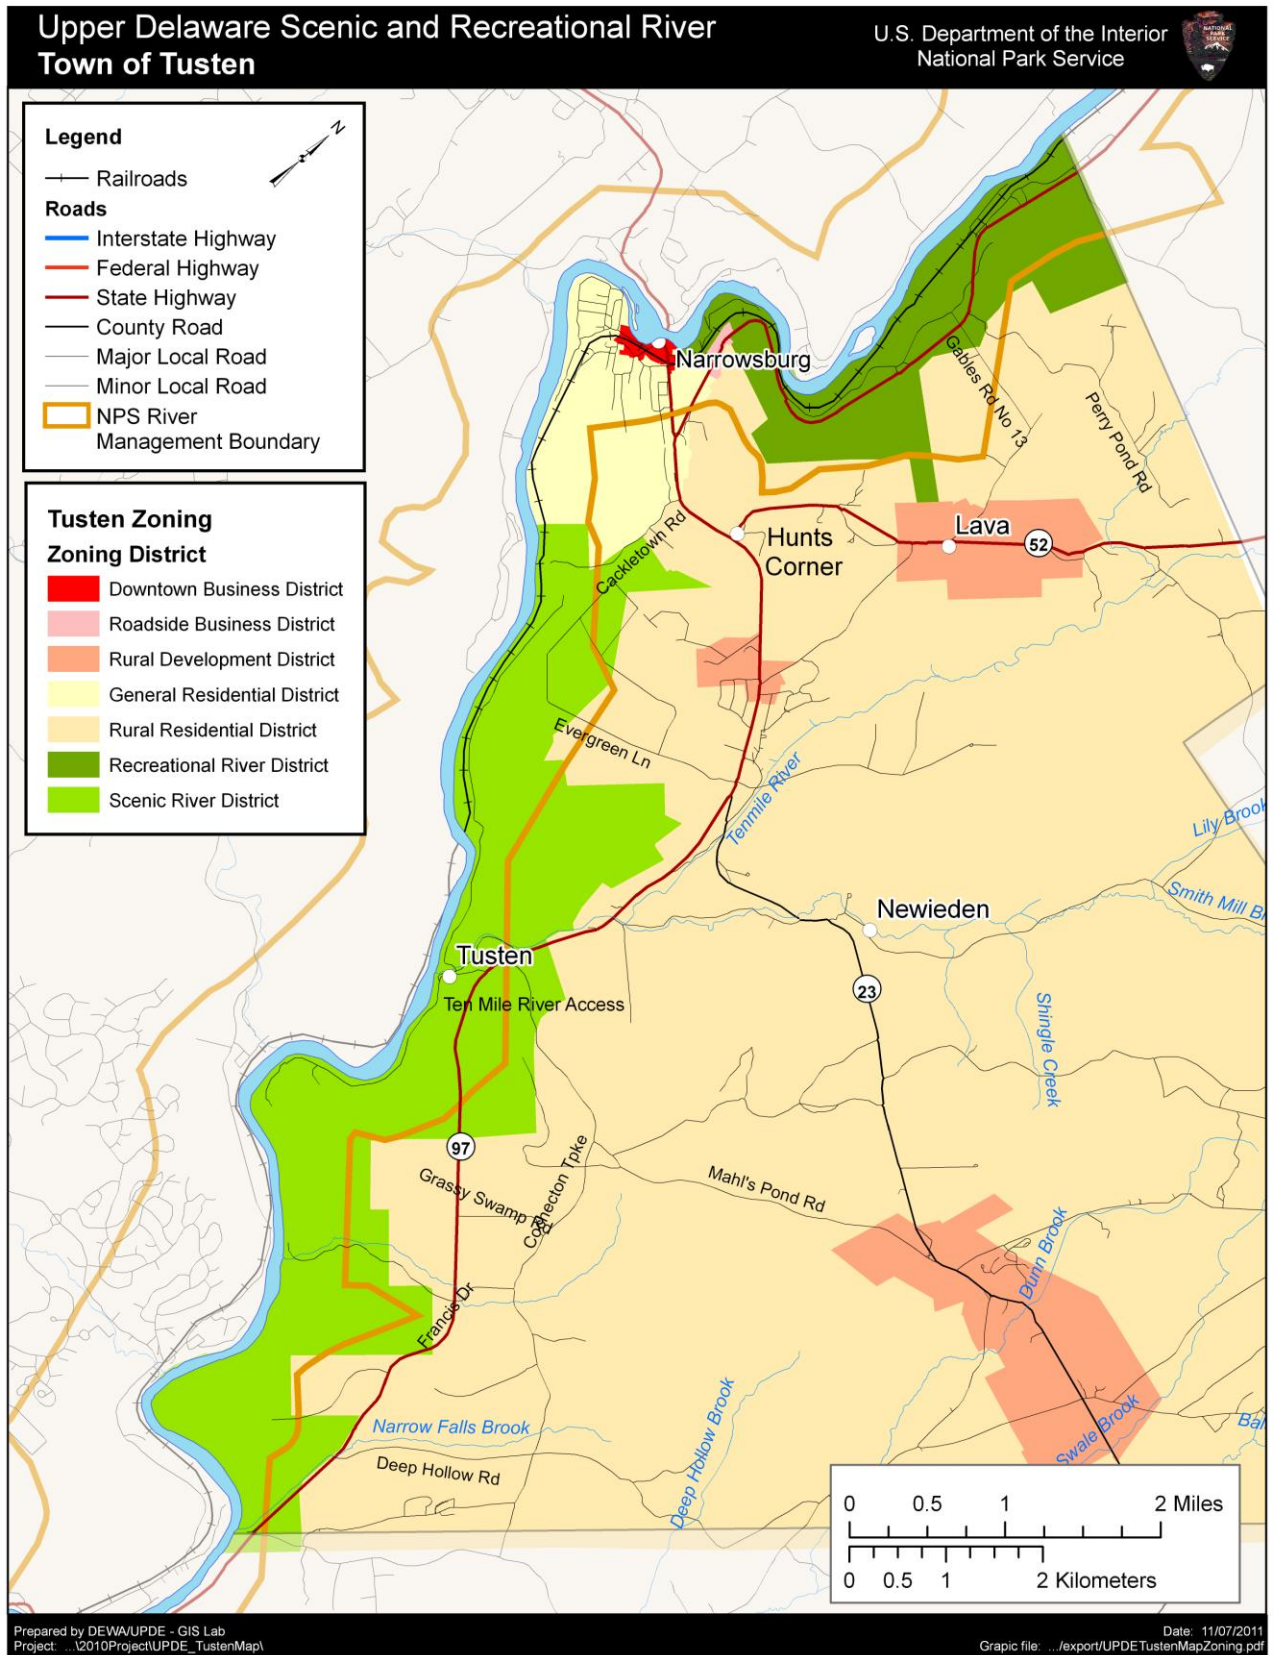 Upper Delaware Scenic and Recreational River
Town of Tusten
U.S. Department of the Interior
National Park Service
NATIONAL
PARK
SERVICE
Legend
N
Railroads
Roads
Interstate Highway
Federal Highway
State Highway
County Road
Major Local Road
Minor Local Road
NPS River
Management Boundary
Tusten Zoning
Zoning District
Downtown Business District
Roadside Business District
Rural Development District
General Residential District
Rural Residential District
Recreational River District
Scenic River District
Narrowsburg
Gables Rd No 13
Perry Pond Rd
Cackletown Rd
Hunts
Corner
Lava
52
Evergreen Ln
Tenmile River
Lily Brook
Smith Mill B
Newieden
Tusten
Ten Mile River Access
23
Shingle Creek
97
Grassy Swamp Rd
Cochecton Tpke
Mahl's Pond Rd
Dunn Brook
Francis Dr
Narrow Falls Brook
Deep Hollow Rd
Deep Hollow Brook
Swale Brook
Bal
0 0.5 1 2 Miles
0 0.5 1 2 Kilometers
Prepared by DEWA/UPDE - GIS Lab
Project: ...\2010Project\UPDE_TustenMap\
Date: 11/07/2011
Grapic file: .../export/UPDETustenMapZoning.pdf